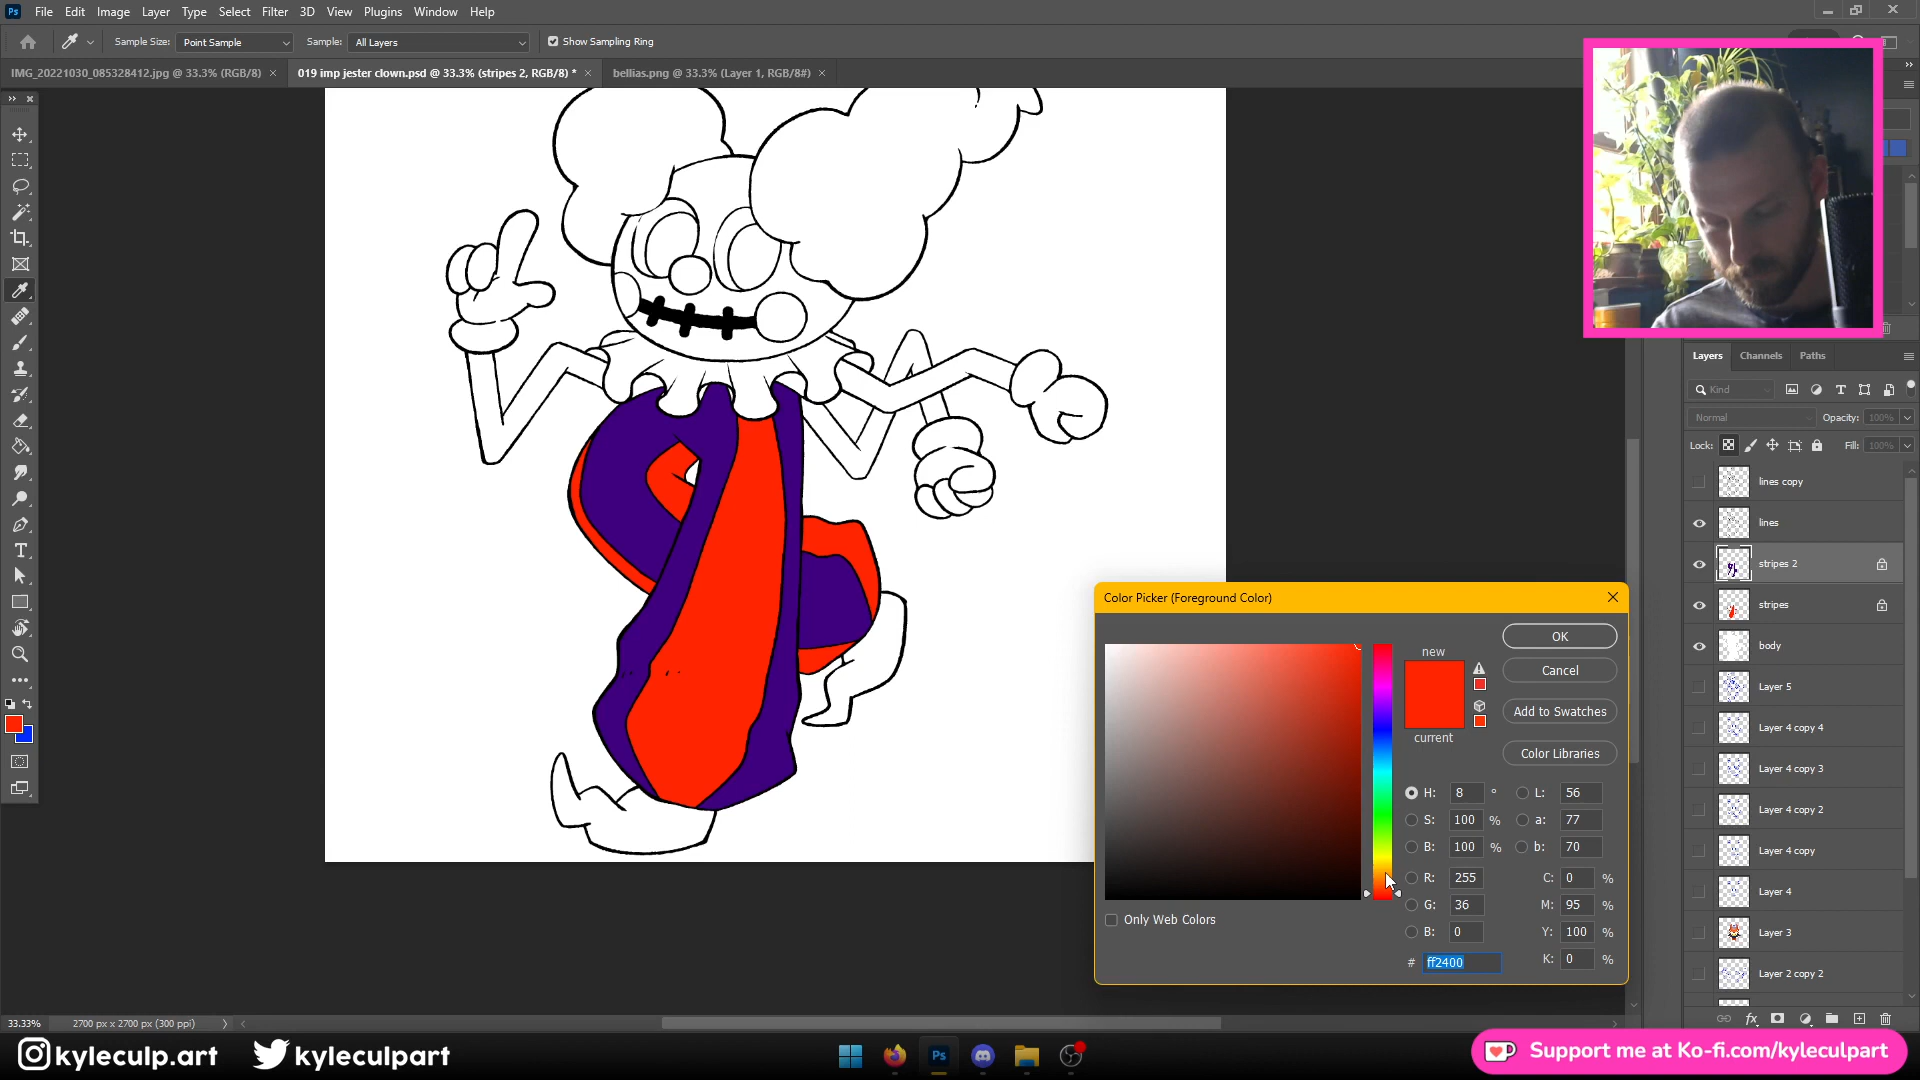 Ps File Edit Image Layer Type Select Filter 3D View Plugins Window Help
Sample Size: Point Sample Sample: All Layers Show Sampling Ring
IMG_20221030_085328412.jpg @ 33.3% (RGB/8) × 019 imp jester clown.psd @ 33.3% (stripes 2, RGB/8) * × bellias.png @ 33.3% (Layer 1, RGB/8#) ×
Layers Channels Paths
Kind
Normal Opacity: 100%
Lock: Fill: 100%
lines copy
lines
stripes 2
stripes
body
Layer 5
Layer 4 copy 4
Layer 4 copy 3
Layer 4 copy 2
Layer 4 copy
Layer 4
Layer 3
Layer 2 copy 2
Color Picker (Foreground Color)
new
current
OK
Cancel
Add to Swatches
Color Libraries
H: 8 ° L: 56
S: 100 % a: 77
B: 100 % b: 70
R: 255 C: 0 %
G: 36 M: 95 %
B: 0 Y: 100 %
# ff2400 K: 0 %
Only Web Colors
33.33% 2700 px x 2700 px (300 ppi)
kyleculp.art kyleculpart
Ps
Support me at Ko-fi.com/kyleculpart